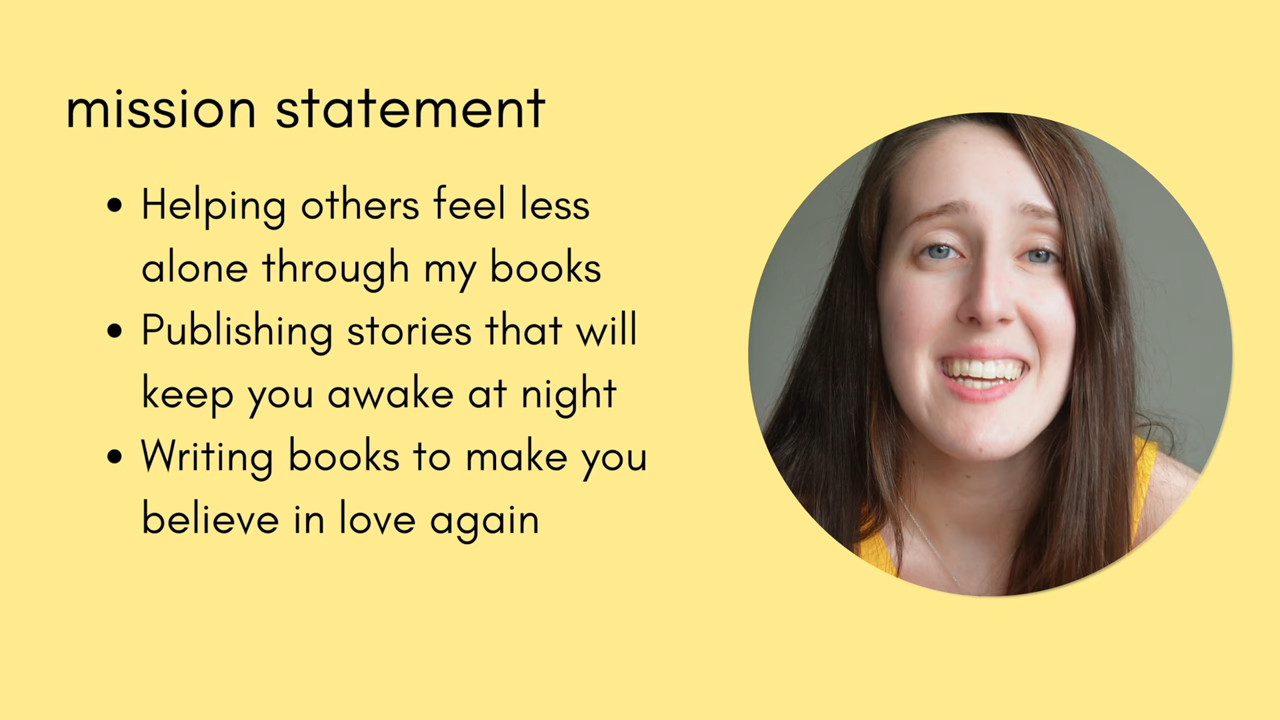 mission statement
• Helping others feel less
alone through my books
• Publishing stories that will
keep you awake at night
• Writing books to make you
believe in love again